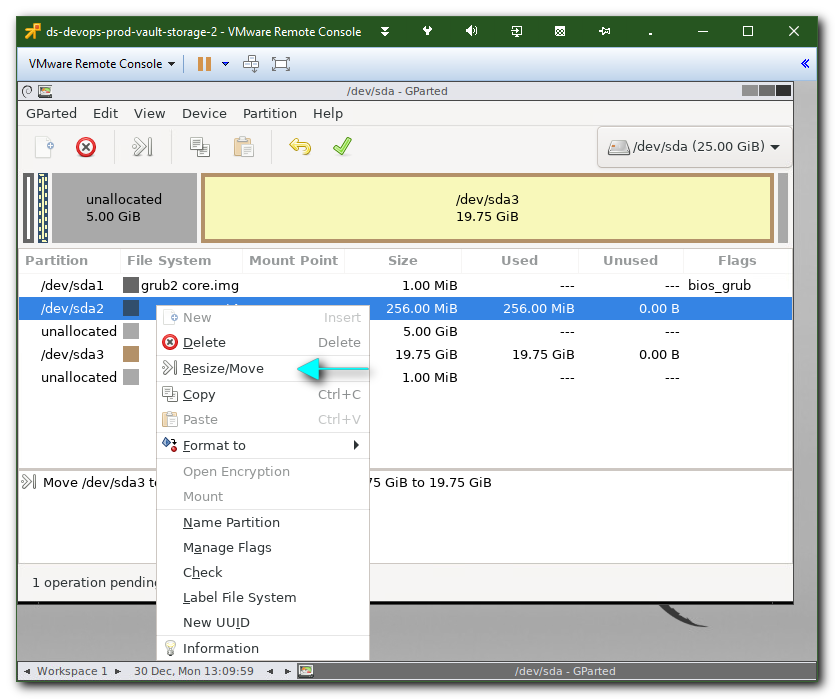 ds-devops-prod-vault-storage-2 - VMware Remote Console
VMware Remote Console
/dev/sda - GParted
GParted Edit View Device Partition Help
/dev/sda (25.00 GiB)
unallocated
5.00 GiB
/dev/sda3
19.75 GiB
Partition File System Mount Point Size Used Unused Flags
/dev/sda1 grub2 core.img 1.00 MiB --- --- bios_grub
/dev/sda2 256.00 MiB 256.00 MiB 0.00 B
unallocated 5.00 GiB --- ---
/dev/sda3 19.75 GiB 19.75 GiB 0.00 B
unallocated 1.00 MiB --- ---
New Insert
Delete Delete
Resize/Move
Copy Ctrl+C
Paste Ctrl+V
Format to
Open Encryption
Mount
Name Partition
Manage Flags
Check
Label File System
New UUID
Information
Move /dev/sda3 to 75 GiB to 19.75 GiB
1 operation pending
Workspace 1 30 Dec, Mon 13:09:59 /dev/sda - GParted